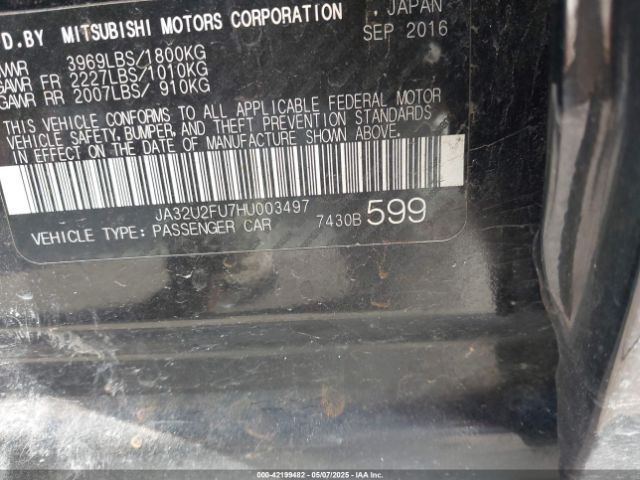 D.BY MITSUBISHI MOTORS CORPORATION JAPAN
SEP 2016
3969LBS/1800KG
GAWR FR 2227LBS/1010KG
GAWR RR 2007LBS/ 910KG
THIS VEHICLE CONFORMS TO ALL APPLICABLE FEDERAL MOTOR
VEHICLE SAFETY, BUMPER, AND THEFT PREVENTION STANDARDS
IN EFFECT ON THE DATE OF MANUFACTURE SHOWN ABOVE.
JA32U2FU7HU003497
VEHICLE TYPE: PASSENGER CAR 7430B 599
000-42199482 - 05/07/2025 - IAAI